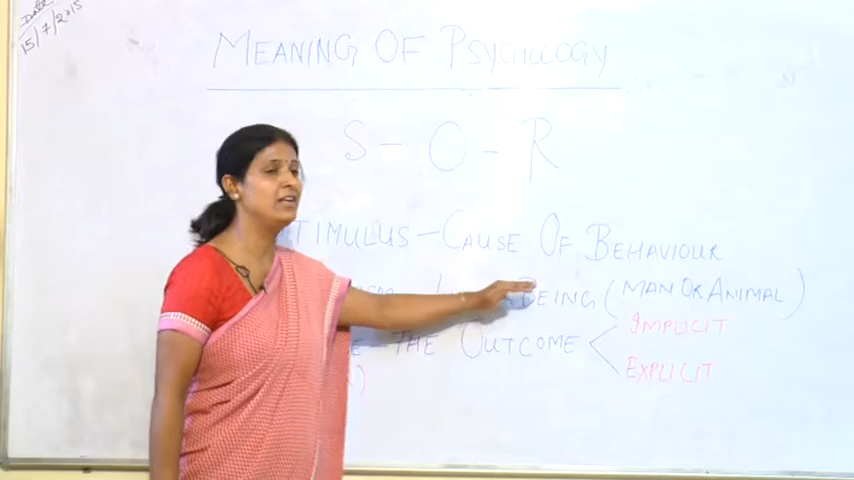 Date
15/7/2015
MEANING OF PSYCHOLOGY
S - O - R
TIMULUS - CAUSE OF BEHAVIOUR
BEING (MAN OR ANIMAL)
THE OUTCOME IMPLICIT
EXPLICIT
)